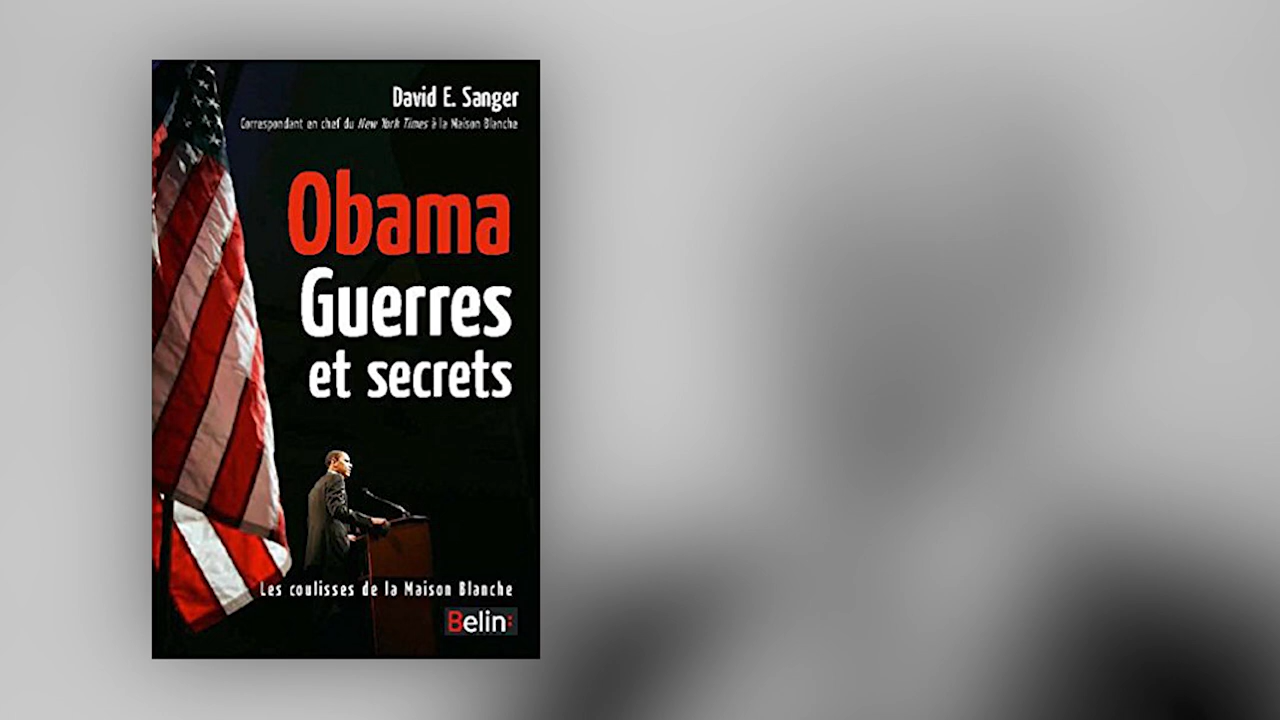 David E. Sanger
Correspondant en chef du New York Times à la Maison Blanche
Obama
Guerres
et secrets
Les coulisses de la Maison Blanche
Belin: